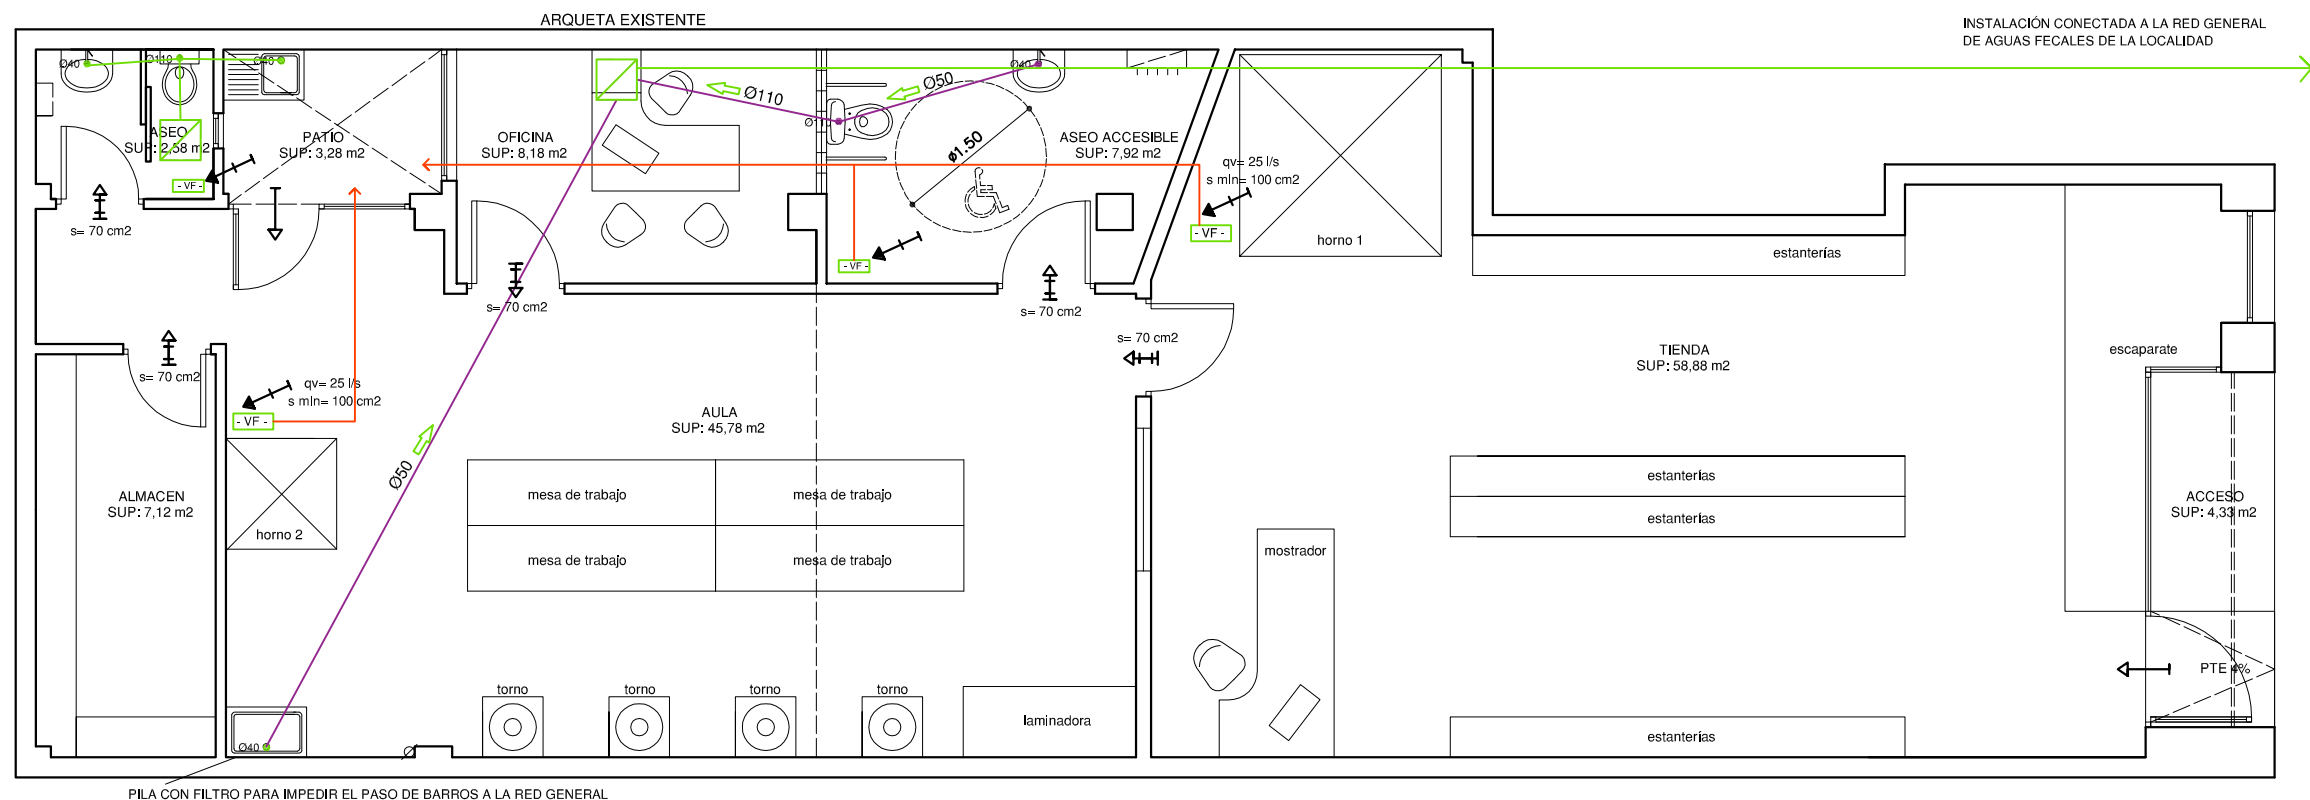 ARQUETA EXISTENTE
INSTALACIÓN CONECTADA A LA RED GENERAL
DE AGUAS FECALES DE LA LOCALIDAD
Ø40
Ø110
Ø40
ASEO
SUP: 2,58 m2
- VF -
s= 70 cm2
PATIO
SUP: 3,28 m2
OFICINA
SUP: 8,18 m2
Ø110
Ø50
Ø40
Ø110
ø1.50
ASEO ACCESIBLE
SUP: 7,92 m2
- VF -
qv= 25 l/s
s mIn= 100 cm2
- VF -
horno 1
estanterías
s= 70 cm2
s= 70 cm2
s= 70 cm2
s= 70 cm2
qv= 25 l/s
s mIn= 100 cm2
- VF -
horno 2
ALMACEN
SUP: 7,12 m2
Ø50
AULA
SUP: 45,78 m2
mesa de trabajo
mesa de trabajo
mesa de trabajo
mesa de trabajo
TIENDA
SUP: 58,88 m2
escaparate
estanterías
estanterías
ACCESO
SUP: 4,33 m2
mostrador
PTE 4%
torno
torno
torno
torno
laminadora
estanterías
Ø40
PILA CON FILTRO PARA IMPEDIR EL PASO DE BARROS A LA RED GENERAL